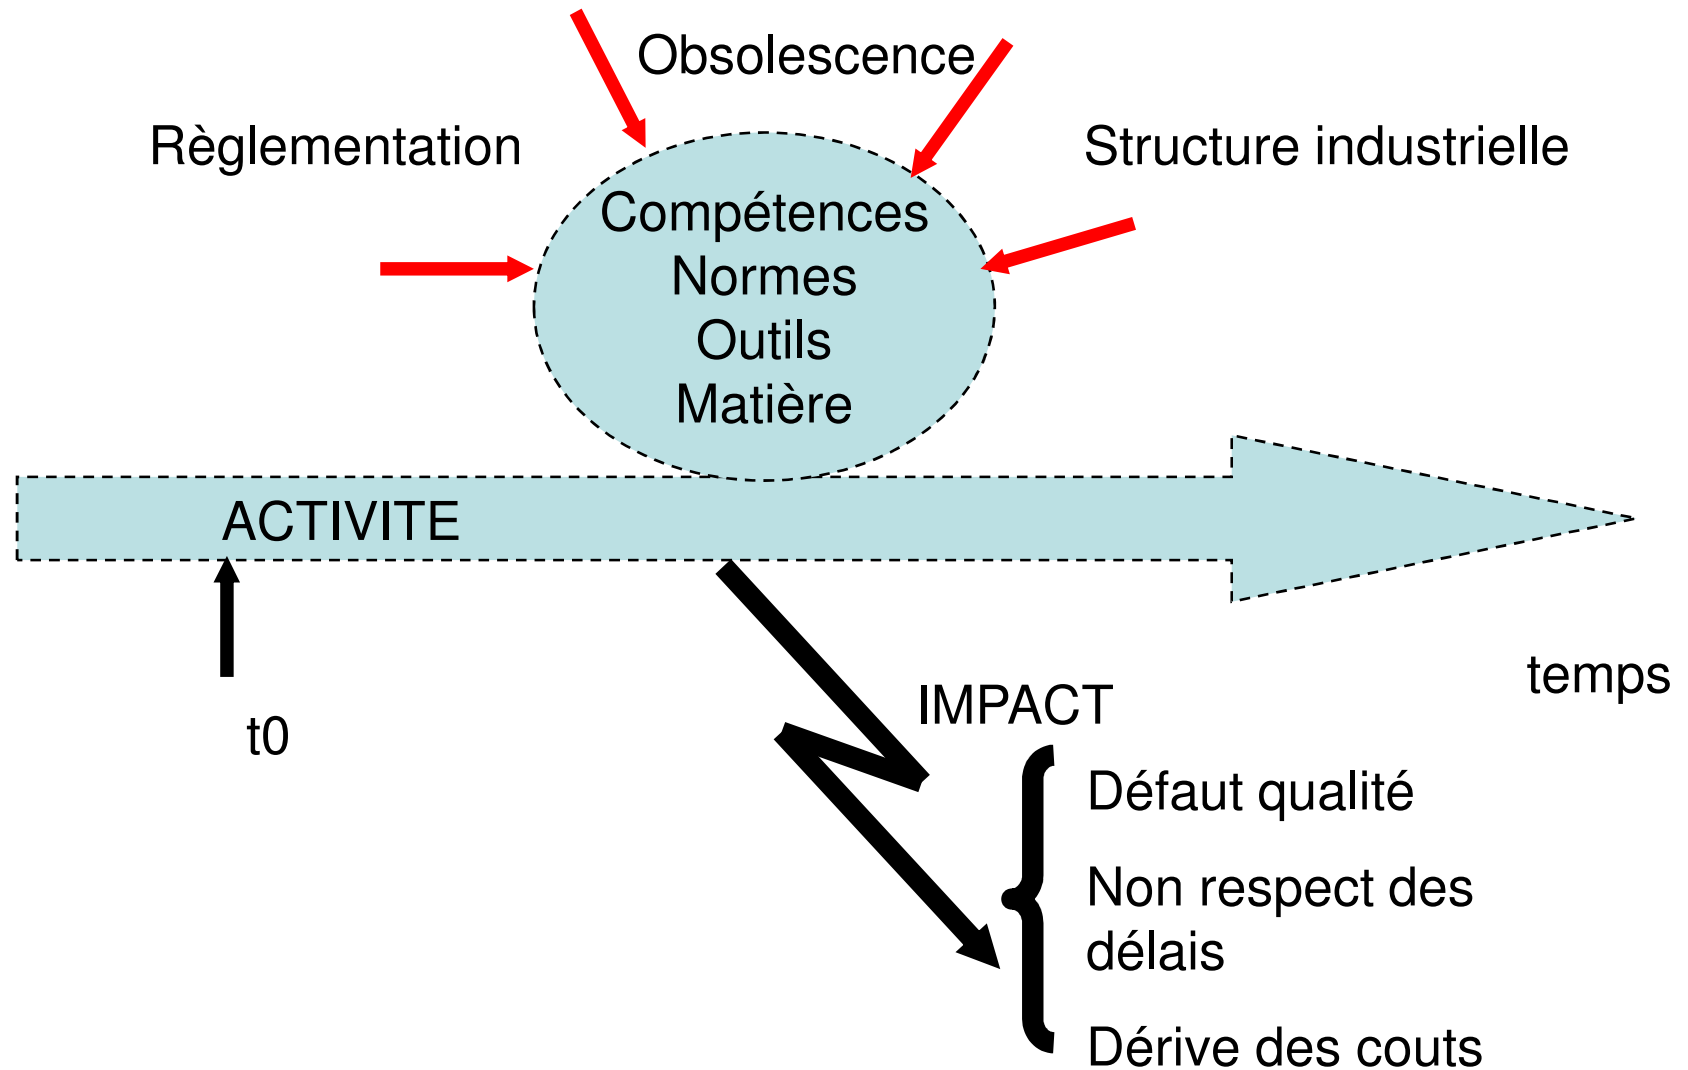 Obsolescence
Règlementation
Structure industrielle
Compétences
Normes
Outils
Matière
ACTIVITE
temps
t0
IMPACT
Défaut qualité
Non respect des
délais
Dérive des couts